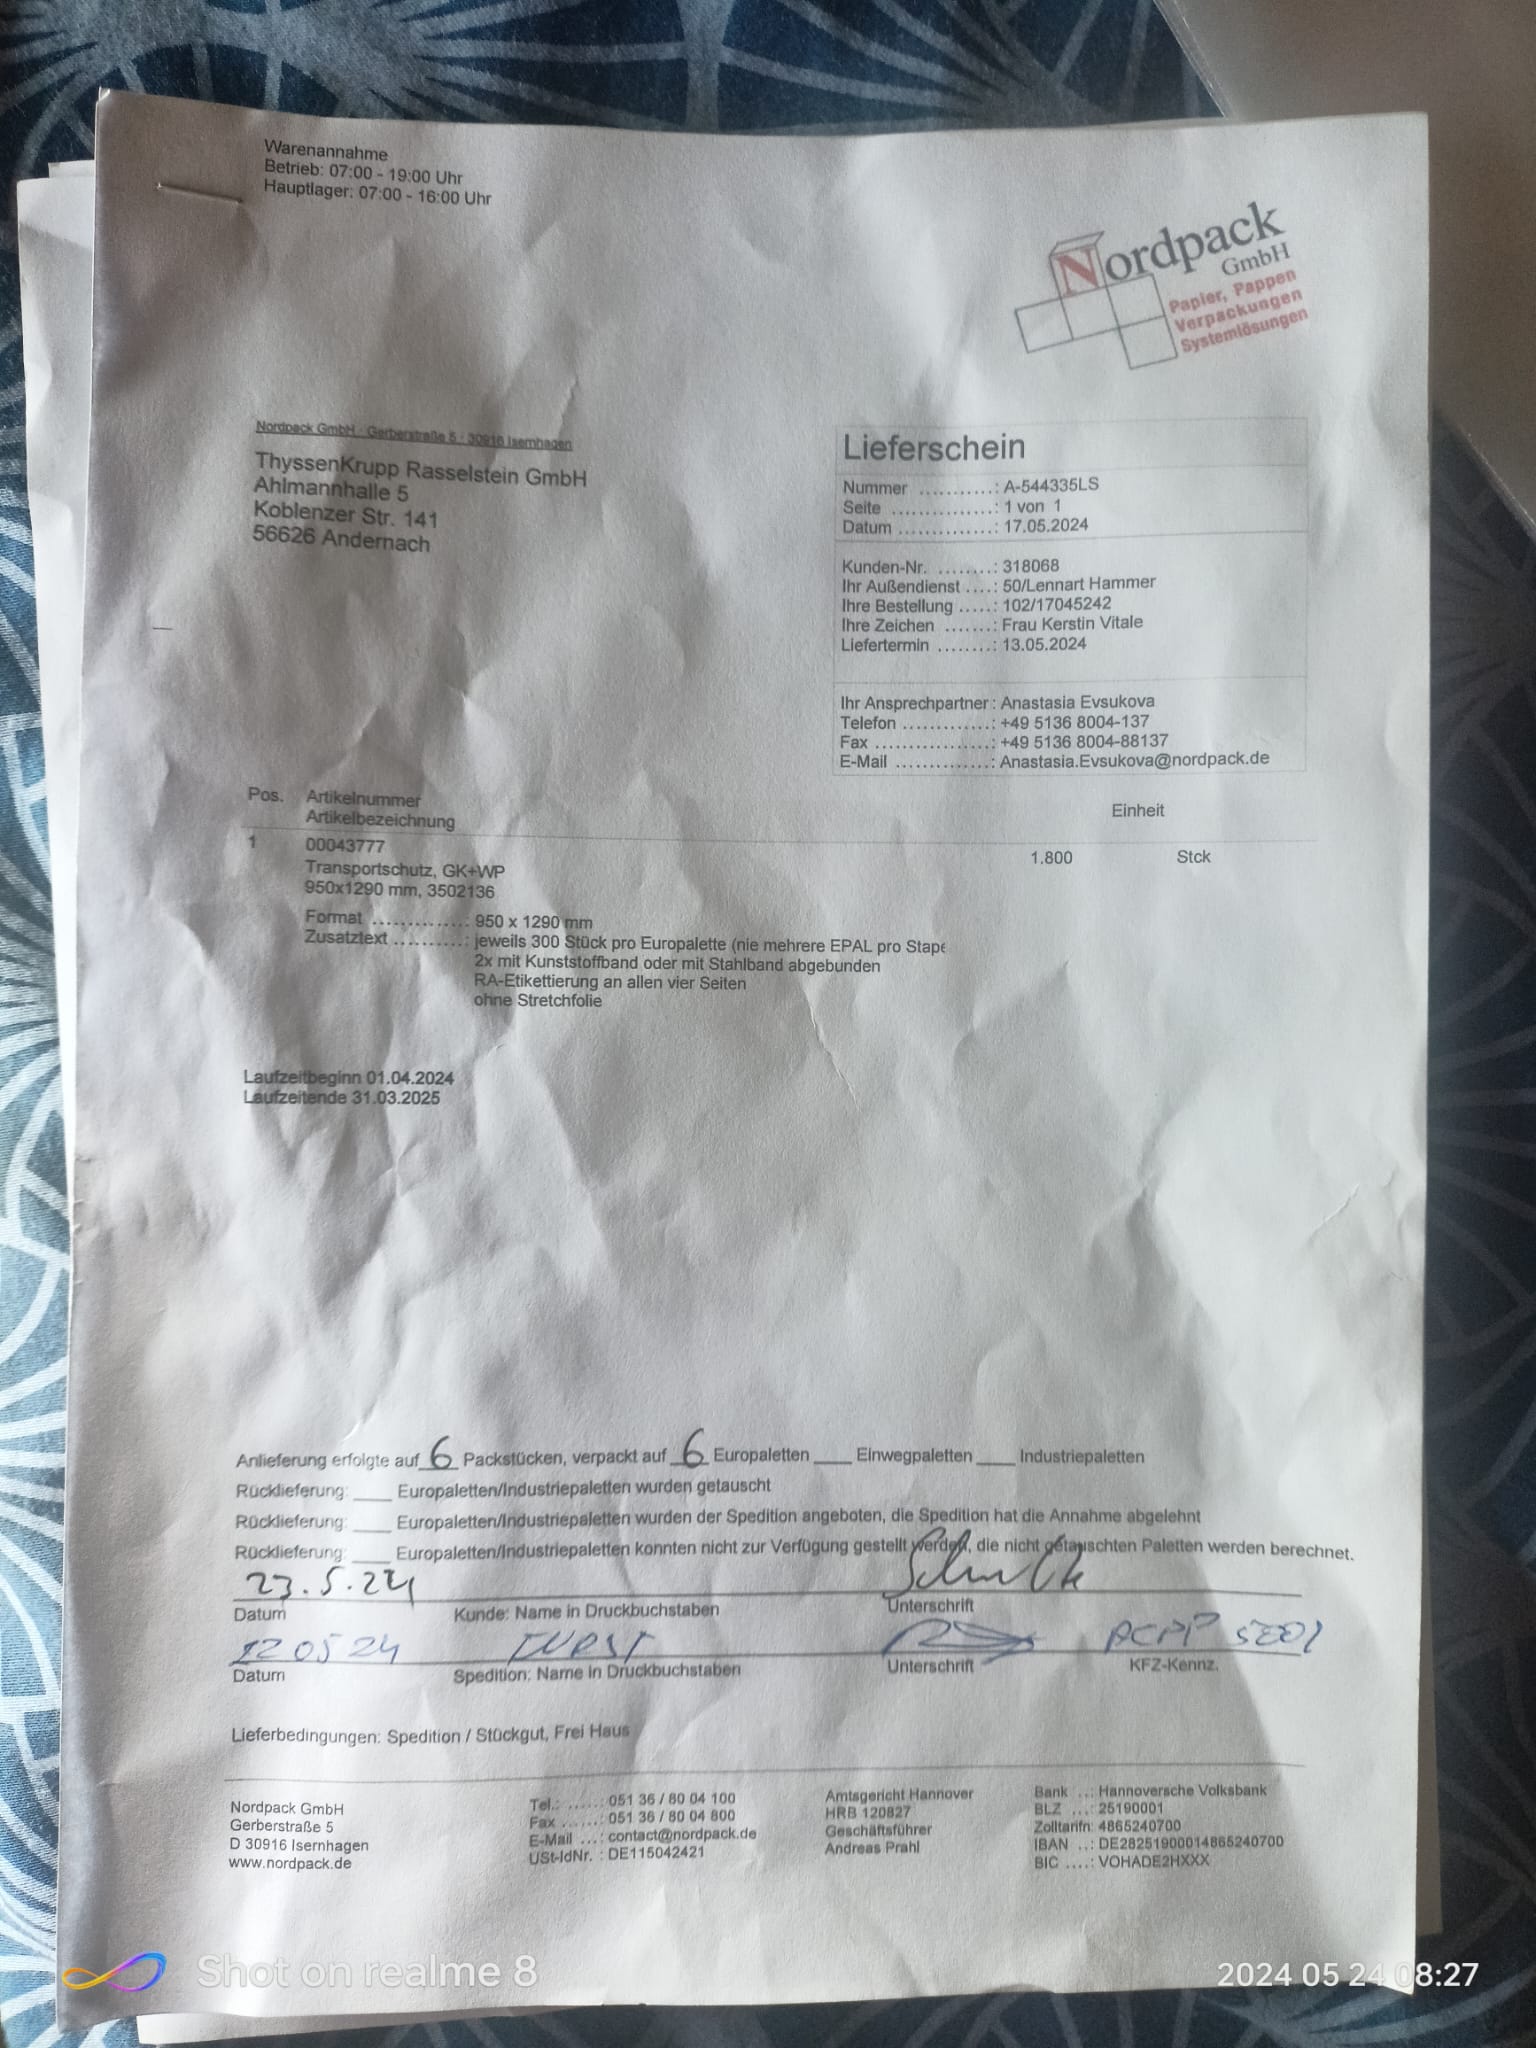 Warenannahme
Betrieb: 07:00 - 19:00 Uhr
Hauptlager: 07:00 - 16:00 Uhr
Nordpack
GmbH
Papier, Pappen
Verpackungen
Systemlösungen
Nordpack GmbH · Gerberstraße 5 · 30916 Isernhagen
ThyssenKrupp Rasselstein GmbH
Ahlmannhalle 5
Koblenzer Str. 141
56626 Andernach
Lieferschein
Nummer ...........: A-544335LS
Seite ...............: 1 von 1
Datum ..............: 17.05.2024
Kunden-Nr. ........: 318068
Ihr Außendienst ....: 50/Lennart Hammer
Ihre Bestellung .....: 102/17045242
Ihre Zeichen .......: Frau Kerstin Vitale
Liefertermin ........: 13.05.2024
Ihr Ansprechpartner : Anastasia Evsukova
Telefon .............: +49 5136 8004-137
Fax .................: +49 5136 8004-88137
E-Mail ..............: Anastasia.Evsukova@nordpack.de
Pos. Artikelnummer
Artikelbezeichnung Einheit
1 00043777 1.800 Stck
Transportschutz, GK+WP
950x1290 mm, 3502136
Format .............: 950 x 1290 mm
Zusatztext ..........: jeweils 300 Stück pro Europalette (nie mehrere EPAL pro Stape
2x mit Kunststoffband oder mit Stahlband abgebunden
RA-Etikettierung an allen vier Seiten
ohne Stretchfolie
Laufzeitbeginn 01.04.2024
Laufzeitende 31.03.2025
Anlieferung erfolgte auf 6 Packstücken, verpackt auf 6 Europaletten ____ Einwegpaletten ____ Industriepaletten
Rücklieferung: ____ Europaletten/Industriepaletten wurden getauscht
Rücklieferung: ____ Europaletten/Industriepaletten wurden der Spedition angeboten, die Spedition hat die Annahme abgelehnt
Rücklieferung: ____ Europaletten/Industriepaletten konnten nicht zur Verfügung gestellt werden, die nicht getauschten Paletten werden berechnet.
23.5.24
Datum Kunde: Name in Druckbuchstaben Unterschrift
22 05 24
Datum Spedition: Name in Druckbuchstaben Unterschrift KFZ-Kennz.
Lieferbedingungen: Spedition / Stückgut, Frei Haus
Nordpack GmbH
Gerberstraße 5
D 30916 Isernhagen
www.nordpack.de
Tel.: ......: 051 36 / 80 04 100
Fax .......: 051 36 / 80 04 800
E-Mail ...: contact@nordpack.de
USt-IdNr. : DE115042421
Amtsgericht Hannover
HRB 120827
Geschäftsführer
Andreas Prahl
Bank ...: Hannoversche Volksbank
BLZ ....: 25190001
Zolltarifn: 4865240700
IBAN ..: DE28251900014865240700
BIC ....: VOHADE2HXXX
Shot on realme 8
2024 05 24 08:27